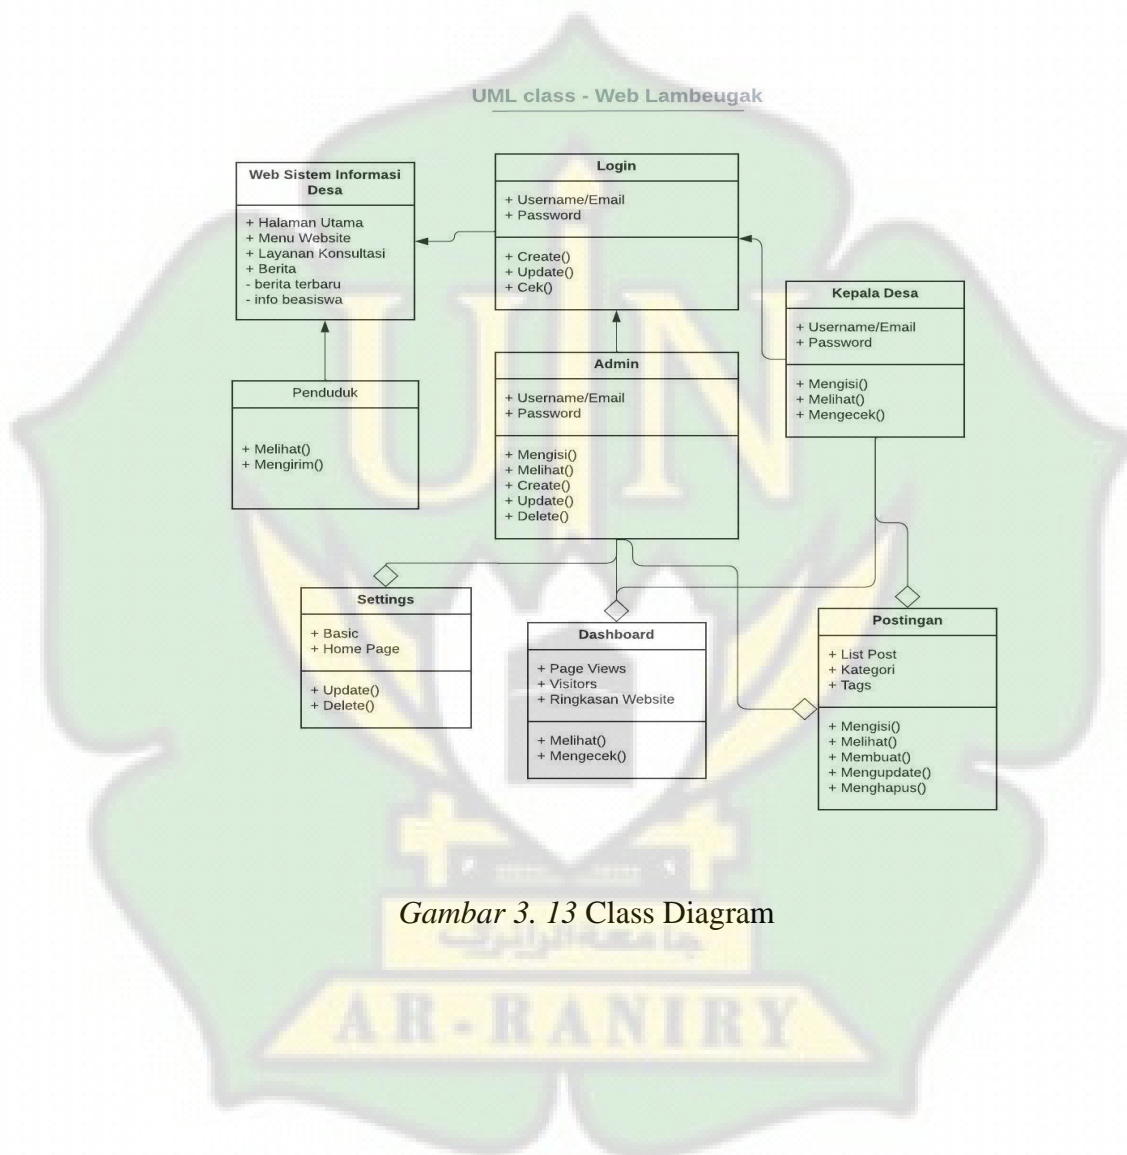 UML class - Web Lambeugak
Web Sistem Informasi
Desa
+ Halaman Utama
+ Menu Website
+ Layanan Konsultasi
+ Berita
- berita terbaru
- info beasiswa
Login
+ Username/Email
+ Password
+ Create()
+ Update()
+ Cek()
Kepala Desa
+ Username/Email
+ Password
+ Mengisi()
+ Melihat()
+ Mengecek()
Penduduk
+ Melihat()
+ Mengirim()
Admin
+ Username/Email
+ Password
+ Mengisi()
+ Melihat()
+ Create()
+ Update()
+ Delete()
Settings
+ Basic
+ Home Page
+ Update()
+ Delete()
Dashboard
+ Page Views
+ Visitors
+ Ringkasan Website
+ Melihat()
+ Mengecek()
Postingan
+ List Post
+ Kategori
+ Tags
+ Mengisi()
+ Melihat()
+ Membuat()
+ Mengupdate()
+ Menghapus()
Gambar 3. 13 Class Diagram
UIN
جامعة الرانري
AR-RANIRY